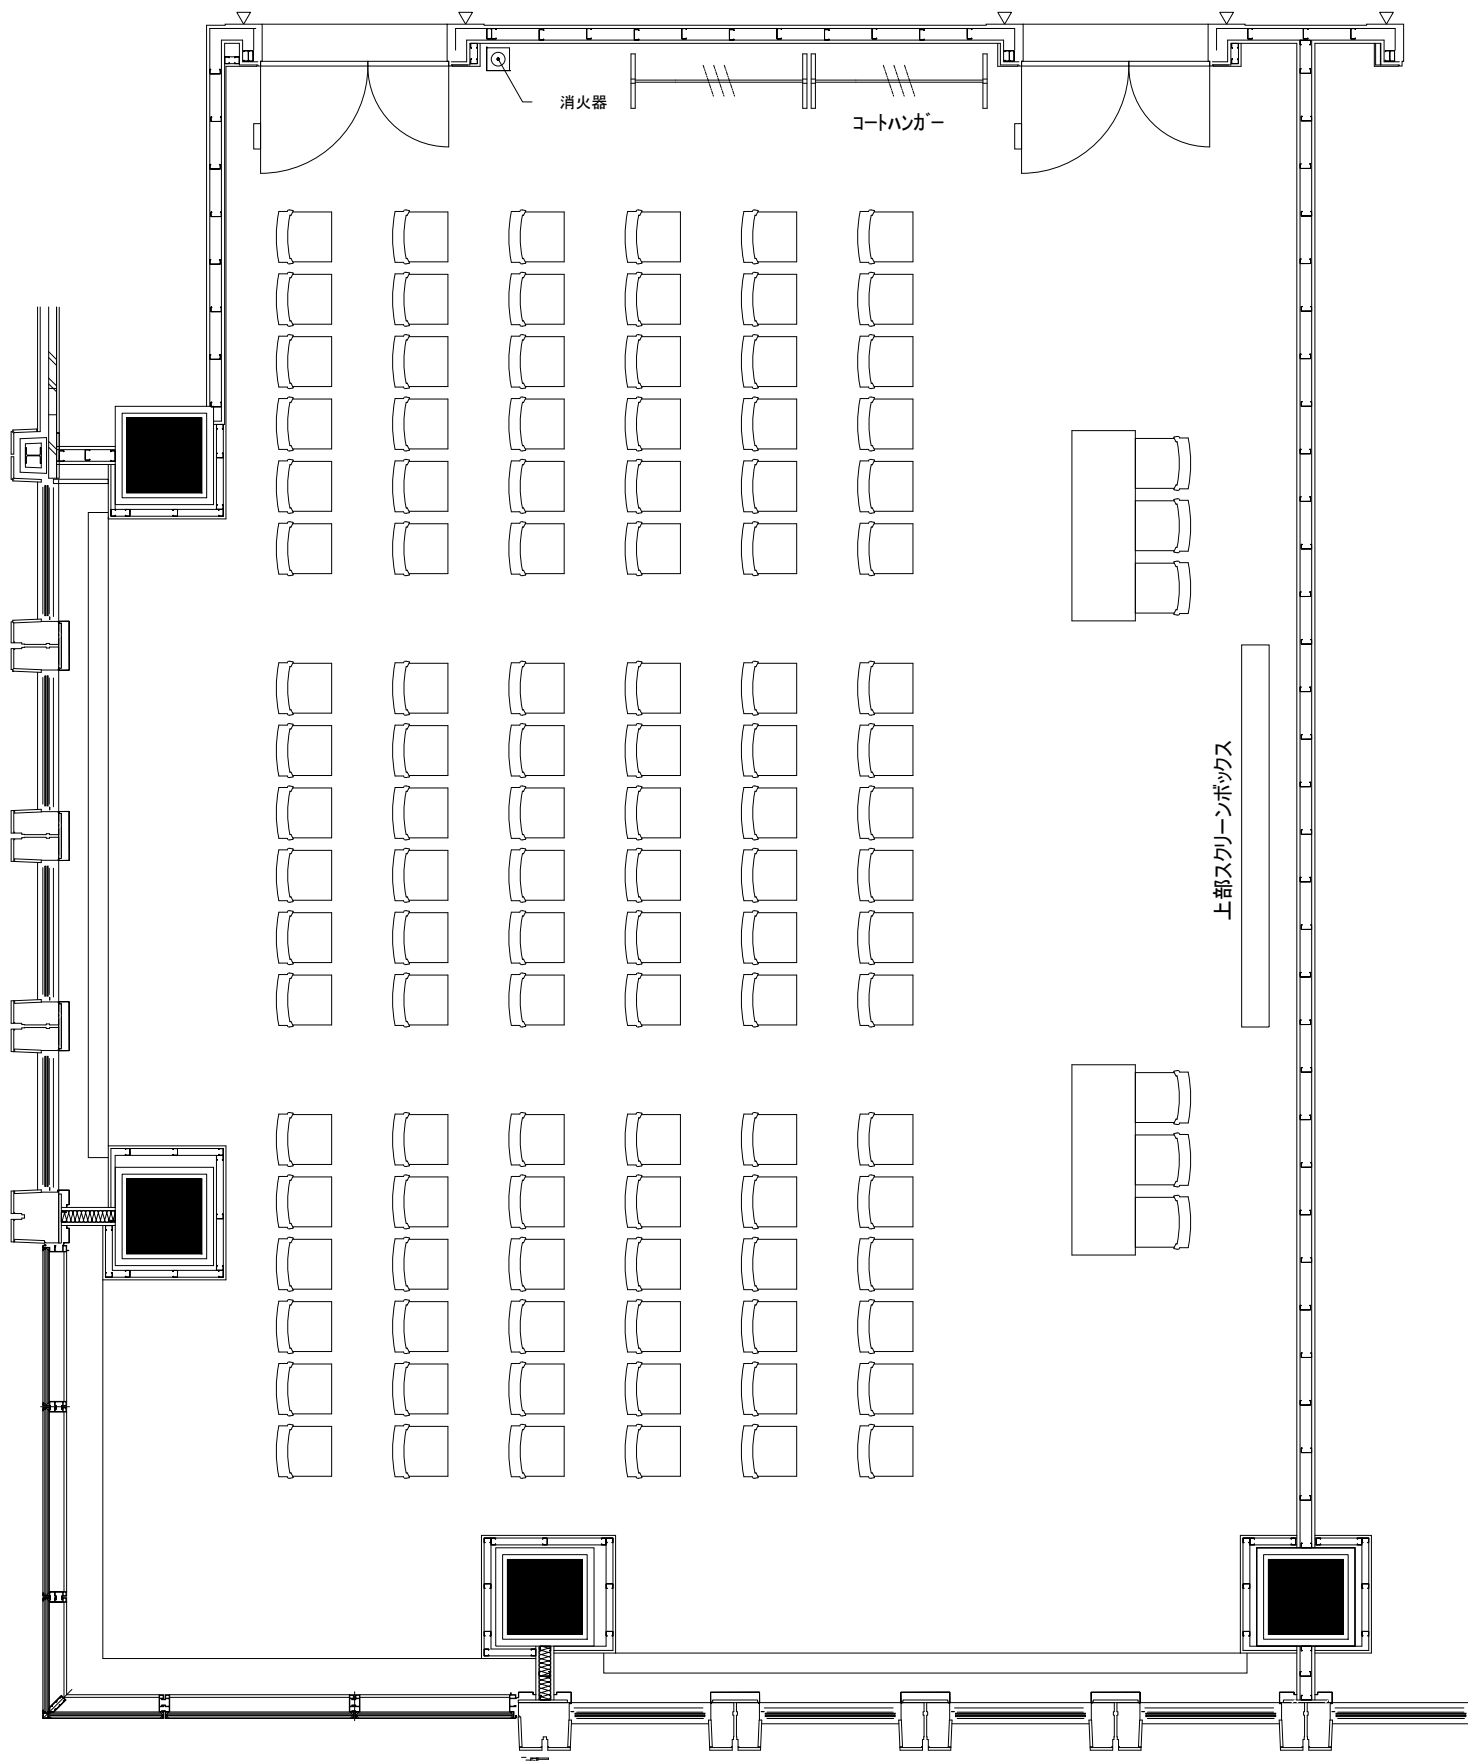 消火器
コートハンガー
上部スクリーンボックス